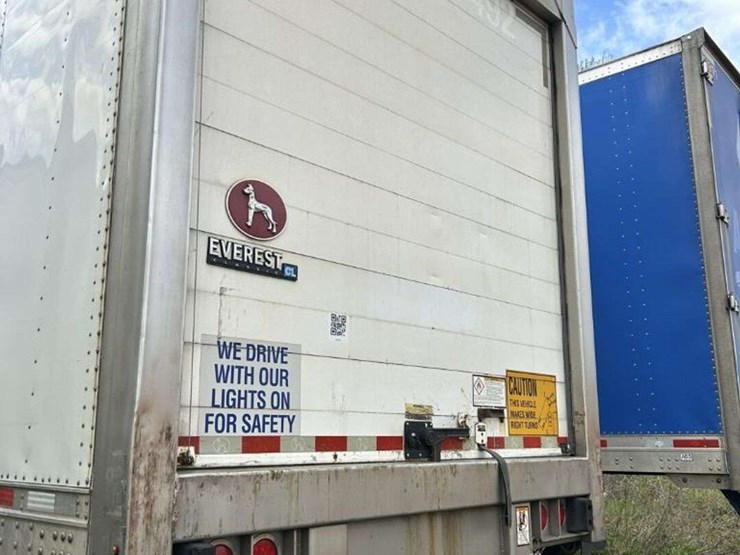 EVEREST
CL
WE DRIVE
WITH OUR
LIGHTS ON
FOR SAFETY
CAUTION
THIS VEHICLE
MAKES WIDE
RIGHT TURNS